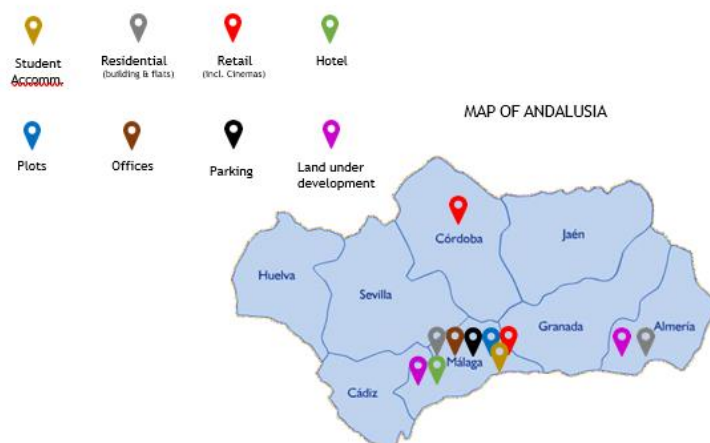 Student
Accomm.
Residential
(building & flats)
Retail
(incl. Cinemas)
Hotel
Plots
Offices
Parking
Land under
development
MAP OF ANDALUSIA
Huelva
Sevilla
Córdoba
Jaén
Cádiz
Málaga
Granada
Almería